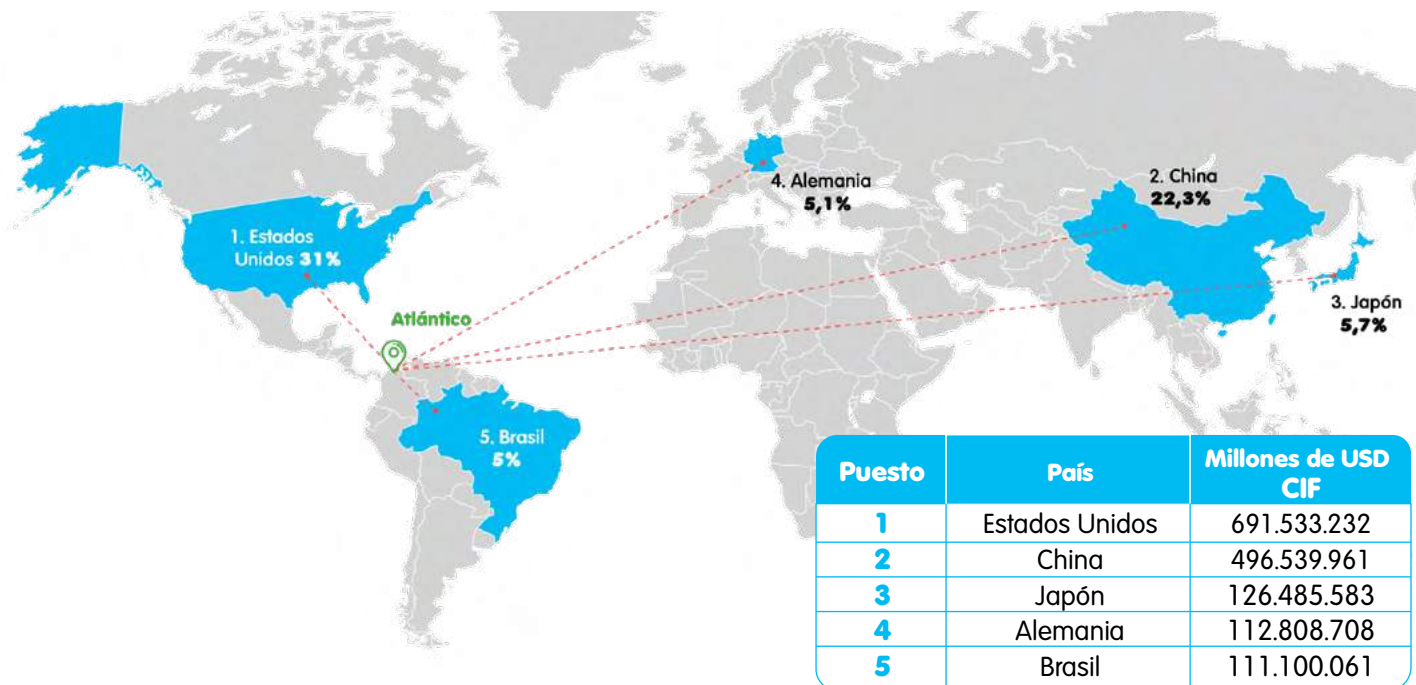 1. Estados
Unidos 31%
Atlántico
4. Alemania
5,1%
2. China
22,3%
3. Japón
5,7%
5. Brasil
5%
Puesto País Millones de USD
CIF
1 Estados Unidos 691.533.232
2 China 496.539.961
3 Japón 126.485.583
4 Alemania 112.808.708
5 Brasil 111.100.061